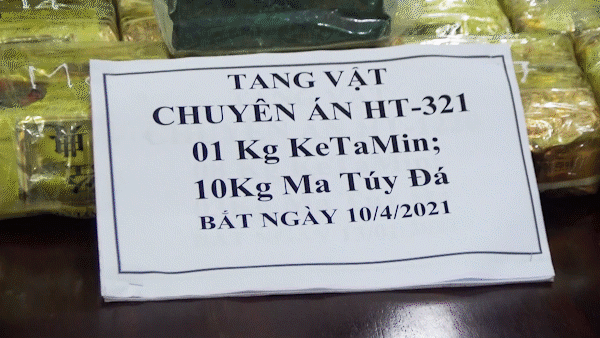 TANG VẬT
CHUYÊN ÁN HT-321
01 Kg KeTaMin;
10Kg Ma Túy Đá
BẮT NGÀY 10/4/2021